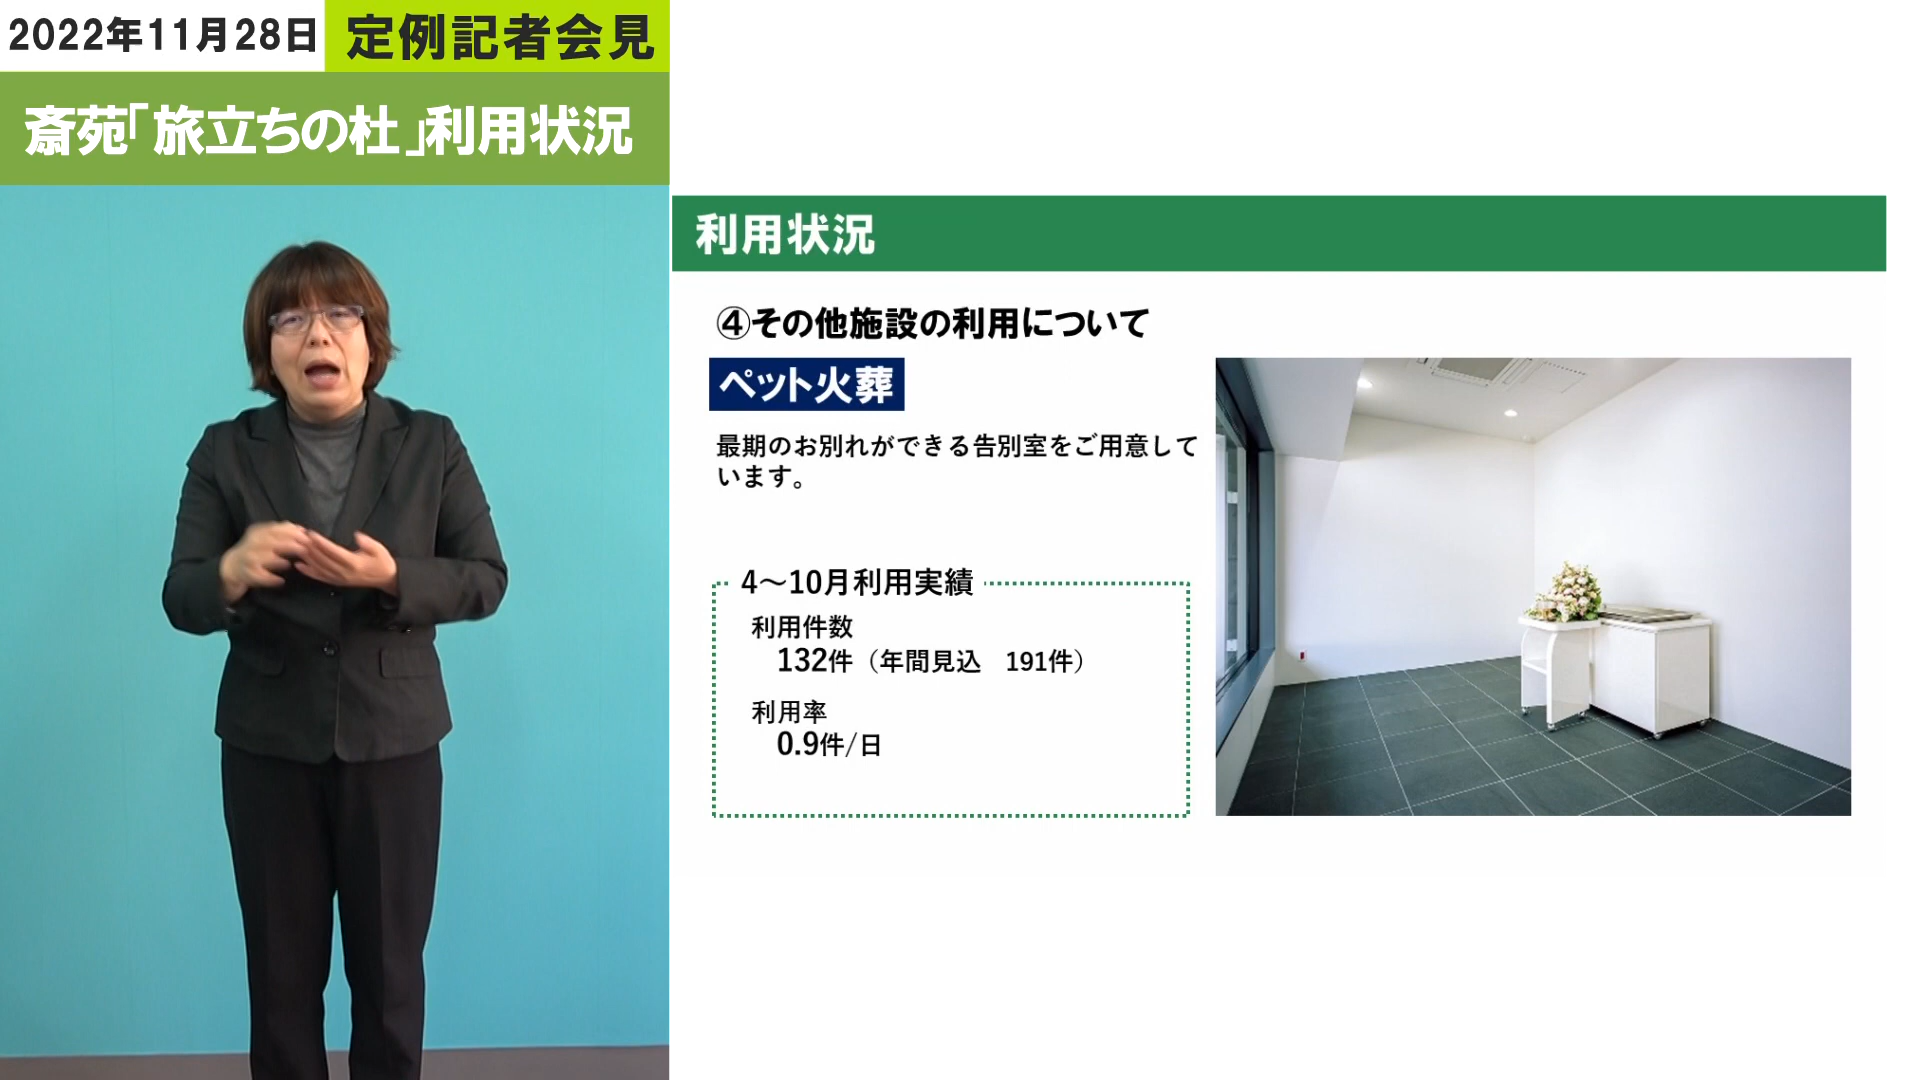 2022年11月28日
定例記者会見
斎苑「旅立ちの杜」利用状況
利用状況
④その他施設の利用について
ペット火葬
最期のお別れができる告別室をご用意して
います。
4～10月利用実績
利用件数
132件（年間見込　191件）
利用率
0.9件/日